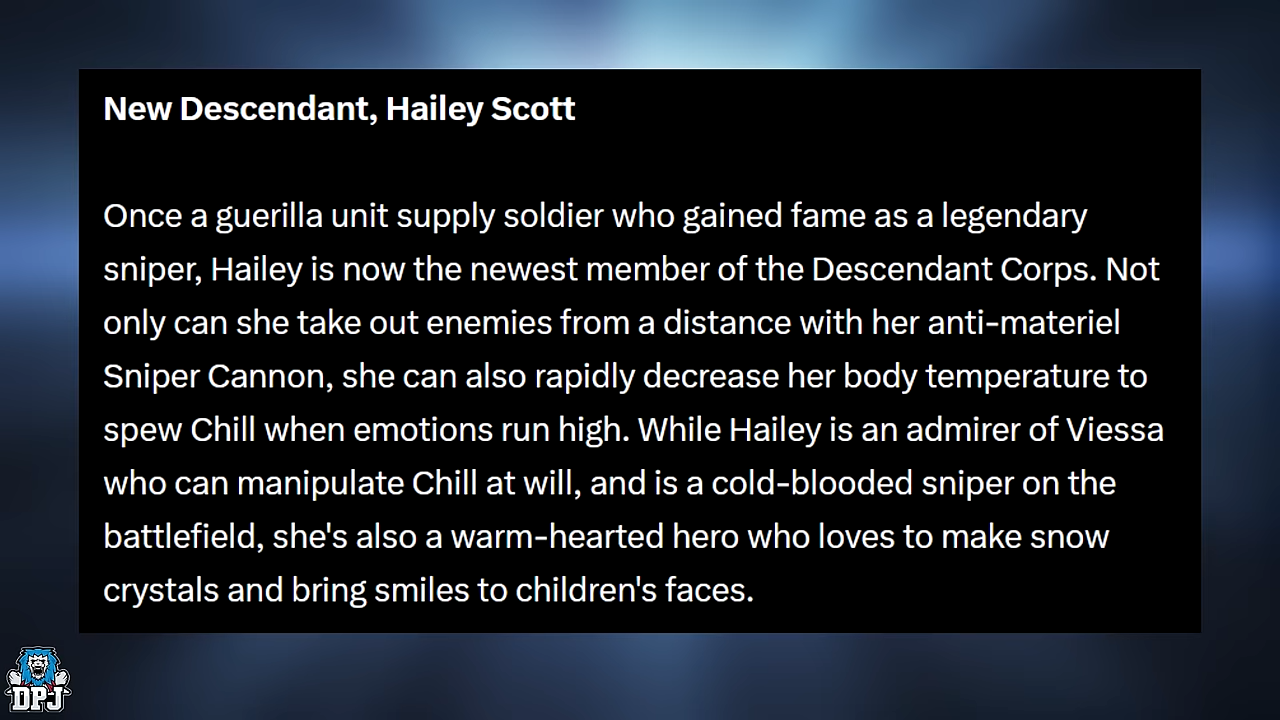 New Descendant, Hailey Scott
Once a guerilla unit supply soldier who gained fame as a legendary
sniper, Hailey is now the newest member of the Descendant Corps. Not
only can she take out enemies from a distance with her anti-materiel
Sniper Cannon, she can also rapidly decrease her body temperature to
spew Chill when emotions run high. While Hailey is an admirer of Viessa
who can manipulate Chill at will, and is a cold-blooded sniper on the
battlefield, she's also a warm-hearted hero who loves to make snow
crystals and bring smiles to children's faces.
DPJ